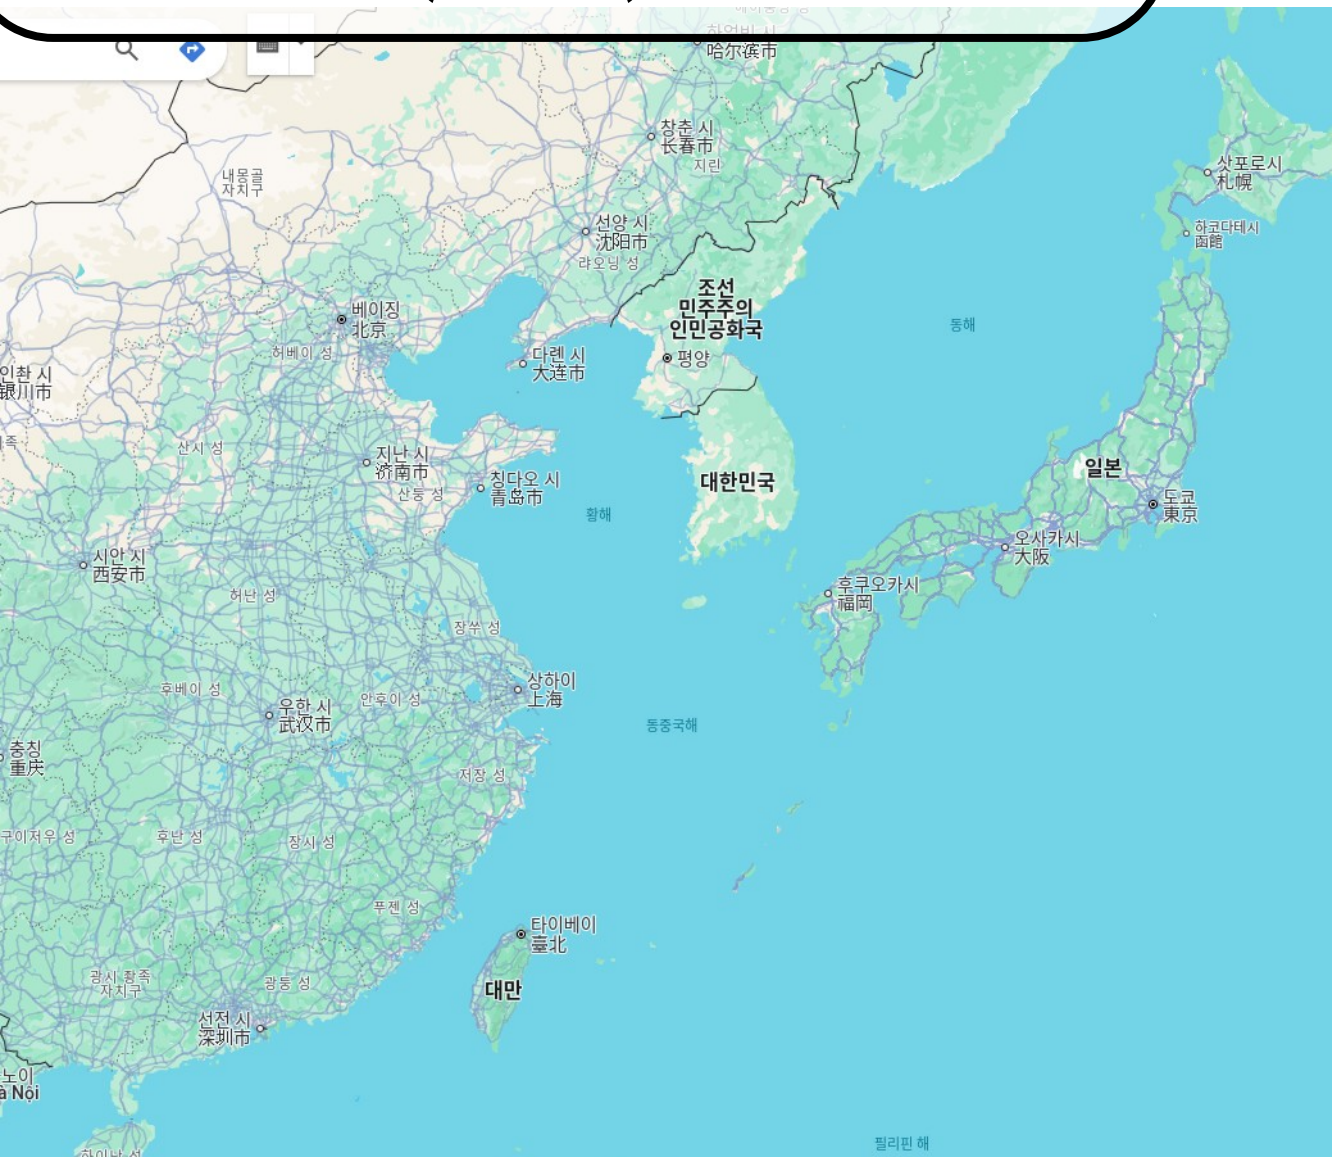 哈尔滨市
창춘 시
长春市
지린
내몽골
자치구
선양 시
沈阳市
랴오닝 성
삿포로시
札幌
하코다테시
函館
조선
민주주의
인민공화국
평양
동해
베이징
北京
허베이 성
다롄 시
大连市
인촨 시
银川市
족
산시 성
지난 시
济南市
산둥 성
칭다오 시
青岛市
대한민국
황해
일본
도쿄
東京
오사카시
大阪
시안 시
西安市
허난 성
후쿠오카시
福岡
장쑤 성
상하이
上海
후베이 성
안후이 성
우한 시
武汉市
동중국해
충칭
重庆
저장 성
구이저우 성
후난 성
장시 성
푸젠 성
타이베이
臺北
대만
광시 좡족
자치구
광둥 성
선전 시
深圳市
노이
à Nội
필리핀 해
하이난 성